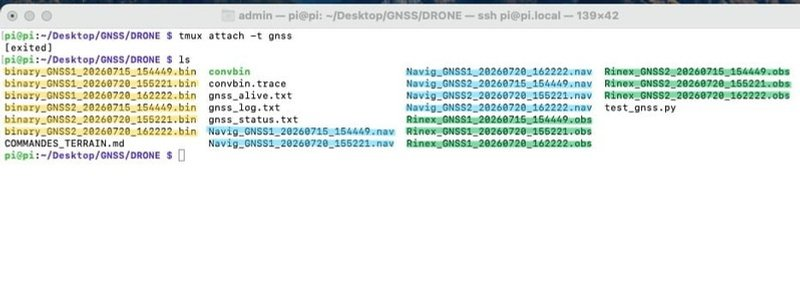 admin — pi@pi: ~/Desktop/GNSS/DRONE — ssh pi@pi.local — 139×42
pi@pi:~/Desktop/GNSS/DRONE $ tmux attach -t gnss
[exited]
pi@pi:~/Desktop/GNSS/DRONE $ ls
binary_GNSS1_20260715_154449.bin convbin Navig_GNSS1_20260720_162222.nav Rinex_GNSS2_20260715_154449.obs
binary_GNSS1_20260720_155221.bin convbin.trace Navig_GNSS2_20260715_154449.nav Rinex_GNSS2_20260720_155221.obs
binary_GNSS1_20260720_162222.bin gnss_alive.txt Navig_GNSS2_20260720_155221.nav Rinex_GNSS2_20260720_162222.obs
binary_GNSS2_20260715_154449.bin gnss_log.txt Navig_GNSS2_20260720_162222.nav test_gnss.py
binary_GNSS2_20260720_155221.bin gnss_status.txt Rinex_GNSS1_20260715_154449.obs
binary_GNSS2_20260720_162222.bin Navig_GNSS1_20260715_154449.nav Rinex_GNSS1_20260720_155221.obs
COMMANDES_TERRAIN.md Navig_GNSS1_20260720_155221.nav Rinex_GNSS1_20260720_162222.obs
pi@pi:~/Desktop/GNSS/DRONE $